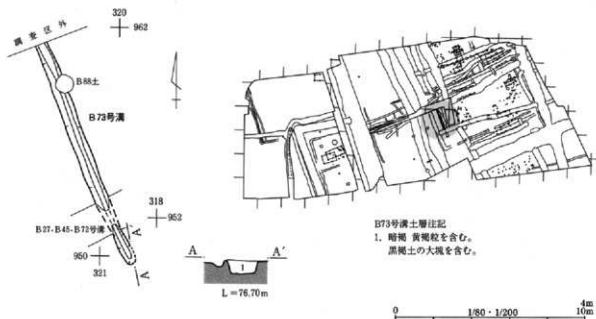 320
962
調査区外
B88土
B73号溝
318
952
B27・B45・B72号溝
A
950
321
A
A
A´
1
L=76.70m
B73号溝土層注記
1. 暗褐 黄褐粒を含む。
黒褐土の大塊を含む。
4m
0
1/80・1/200
10m